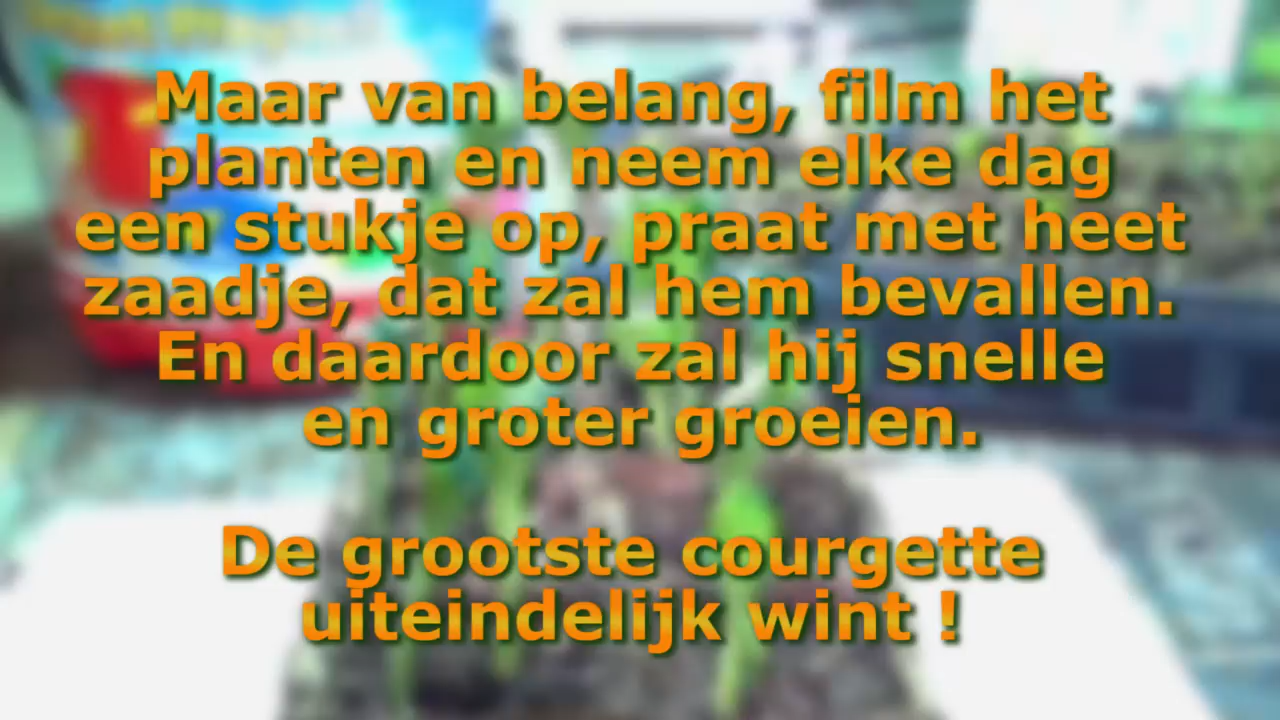 Maar van belang, film het
planten en neem elke dag
een stukje op, praat met heet
zaadje, dat zal hem bevallen.
En daardoor zal hij snelle
en groter groeien.
De grootste courgette
uiteindelijk wint !